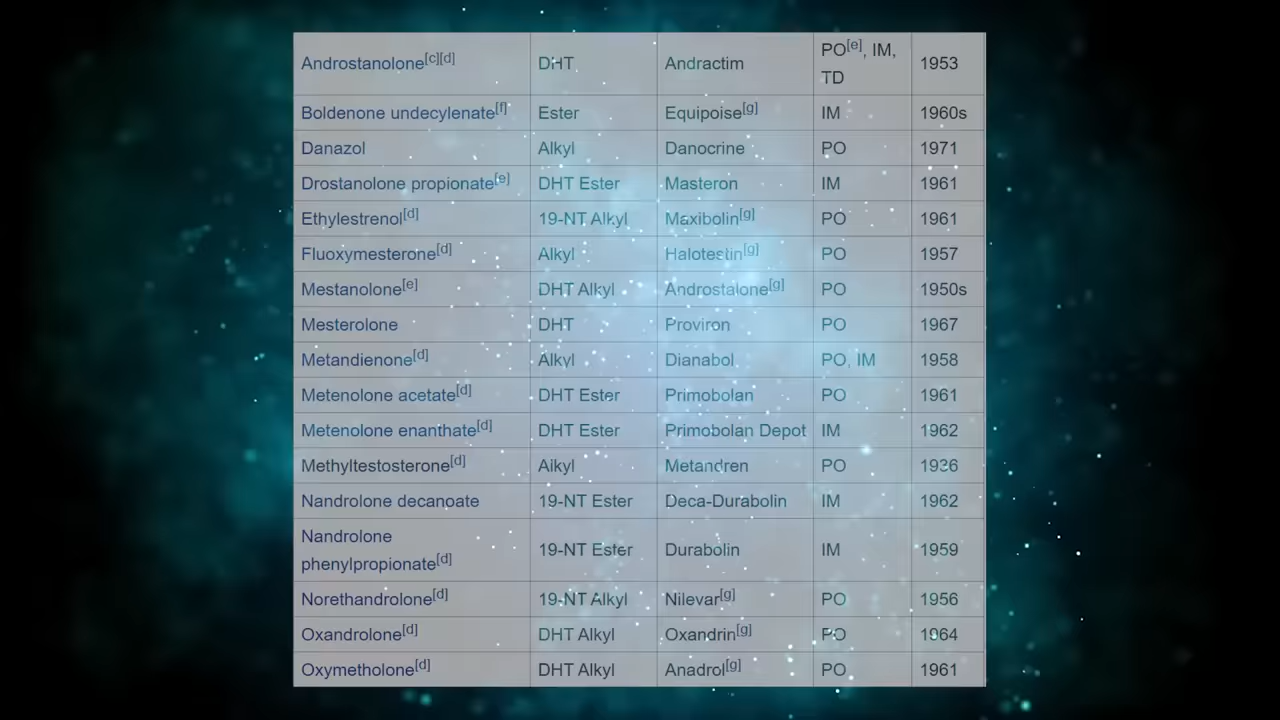 Androstanolone[c][d] DHT Andractim PO[e], IM, TD 1953
Boldenone undecylenate[f] Ester Equipoise[g] IM 1960s
Danazol Alkyl Danocrine PO 1971
Drostanolone propionate[e] DHT Ester Masteron IM 1961
Ethylestrenol[d] 19-NT Alkyl Maxibolin[g] PO 1961
Fluoxymesterone[d] Alkyl Halotestin[g] PO 1957
Mestanolone[e] DHT Alkyl Androstalone[g] PO 1950s
Mesterolone DHT Proviron PO 1967
Metandienone[d] Alkyl Dianabol PO, IM 1958
Metenolone acetate[d] DHT Ester Primobolan PO 1961
Metenolone enanthate[d] DHT Ester Primobolan Depot IM 1962
Methyltestosterone[d] Alkyl Metandren PO 1936
Nandrolone decanoate 19-NT Ester Deca-Durabolin IM 1962
Nandrolone phenylpropionate[d] 19-NT Ester Durabolin IM 1959
Norethandrolone[d] 19-NT Alkyl Nilevar[g] PO 1956
Oxandrolone[d] DHT Alkyl Oxandrin[g] PO 1964
Oxymetholone[d] DHT Alkyl Anadrol[g] PO 1961